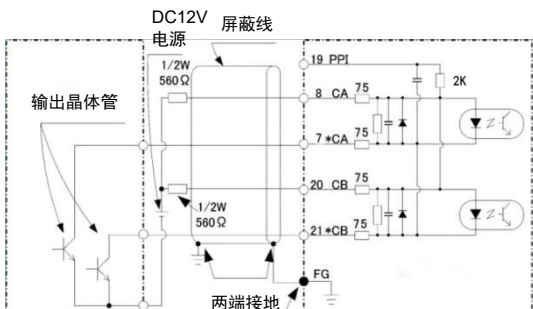 DC12V
电源
屏蔽线
1/2W
560Ω
输出晶体管
19 PPI
2K
8 CA 75
7 *CA 75
20 CB 75
1/2W
560Ω
21 *CB 75
FG
两端接地